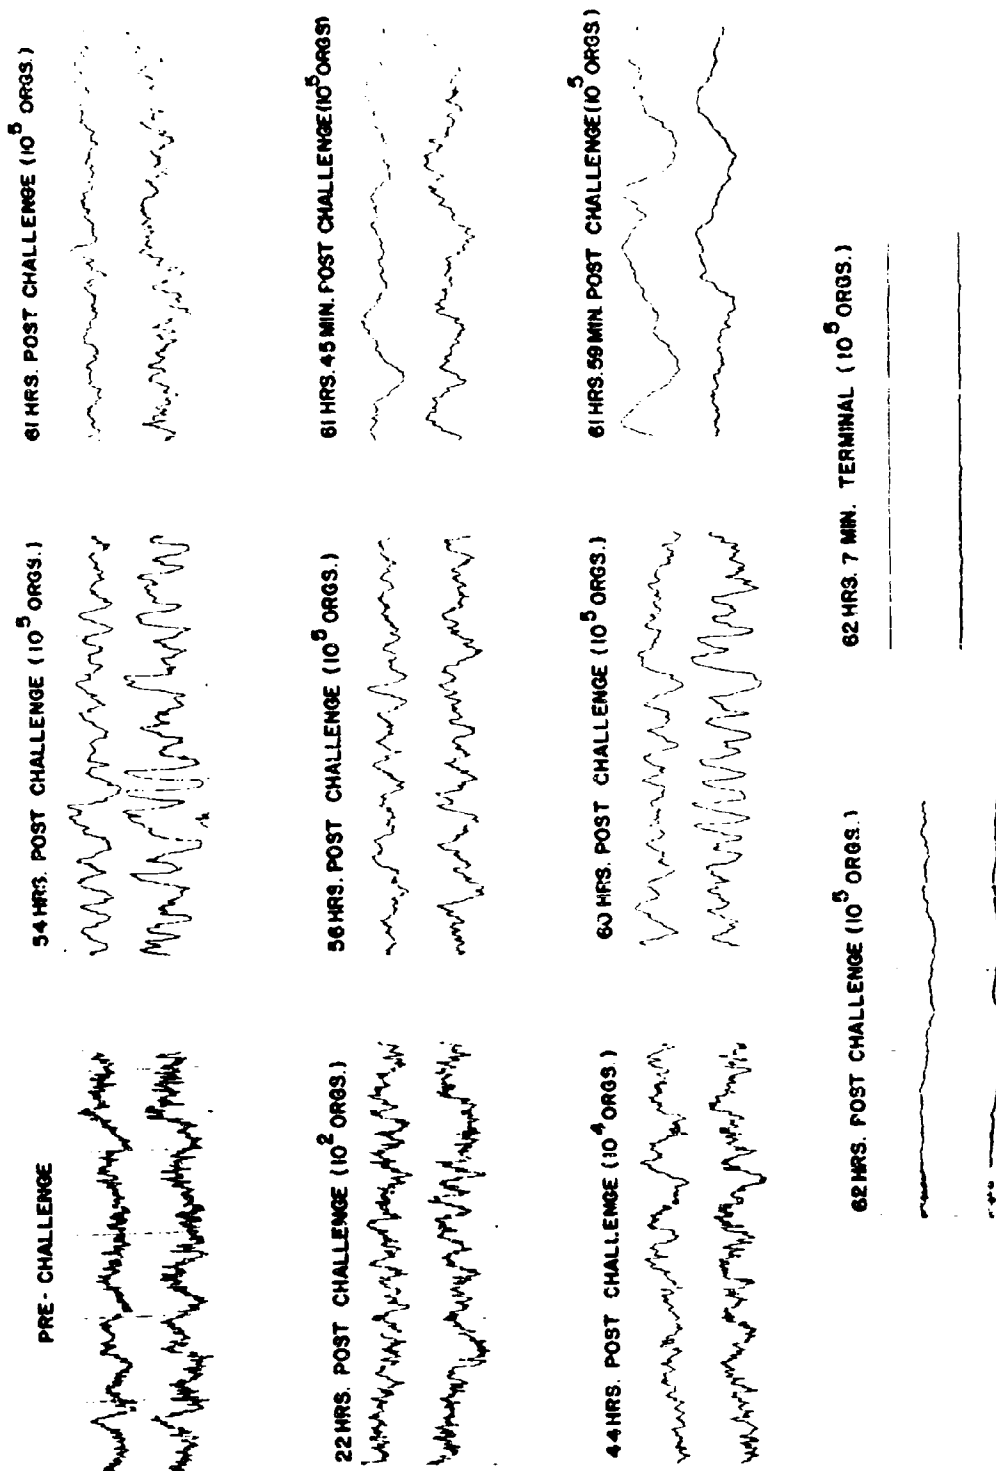 PRE-CHALLENGE
22 HRS. POST CHALLENGE (10² ORGS.)
44 HRS. POST CHALLENGE (10⁴ ORGS.)
54 HRS. POST CHALLENGE (10⁵ ORGS.)
56 HRS. POST CHALLENGE (10⁵ ORGS.)
60 HRS. POST CHALLENGE (10⁵ ORGS.)
61 HRS. POST CHALLENGE (10⁵ ORGS.)
61 HRS. 45 MIN. POST CHALLENGE (10⁵ ORGS)
61 HRS. 59 MIN. POST CHALLENGE (10⁵ ORGS.)
62 HRS. POST CHALLENGE (10⁵ ORGS.)
62 HRS. 7 MIN. TERMINAL (10⁵ ORGS.)